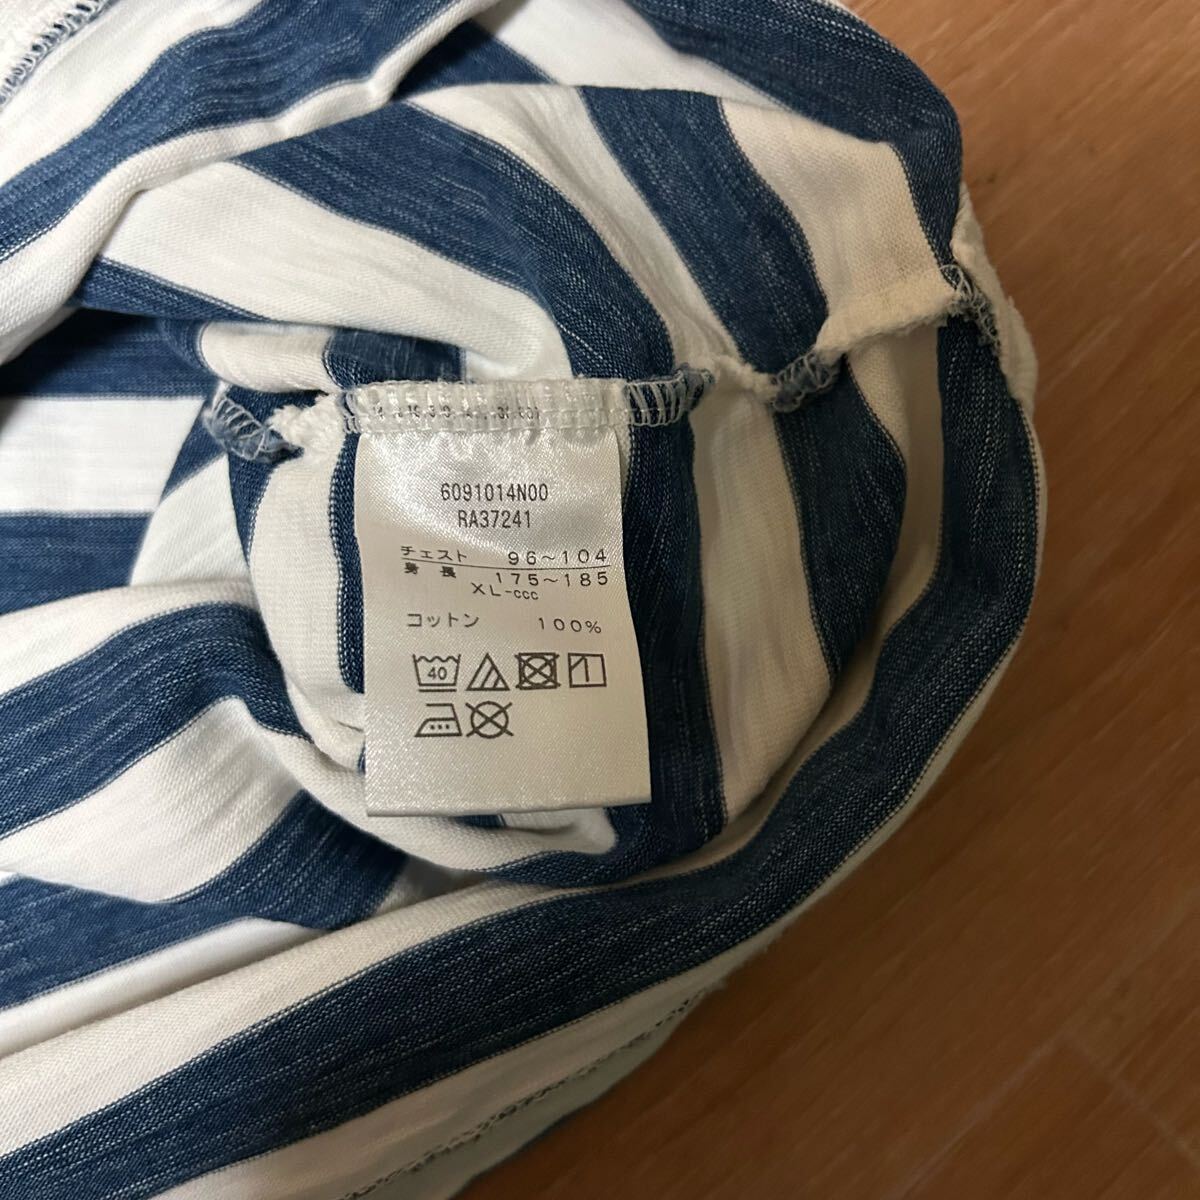 6091014N00
RA37241
チェスト 96~104
身長 175~185
XL-ccc
コットン 100%
40